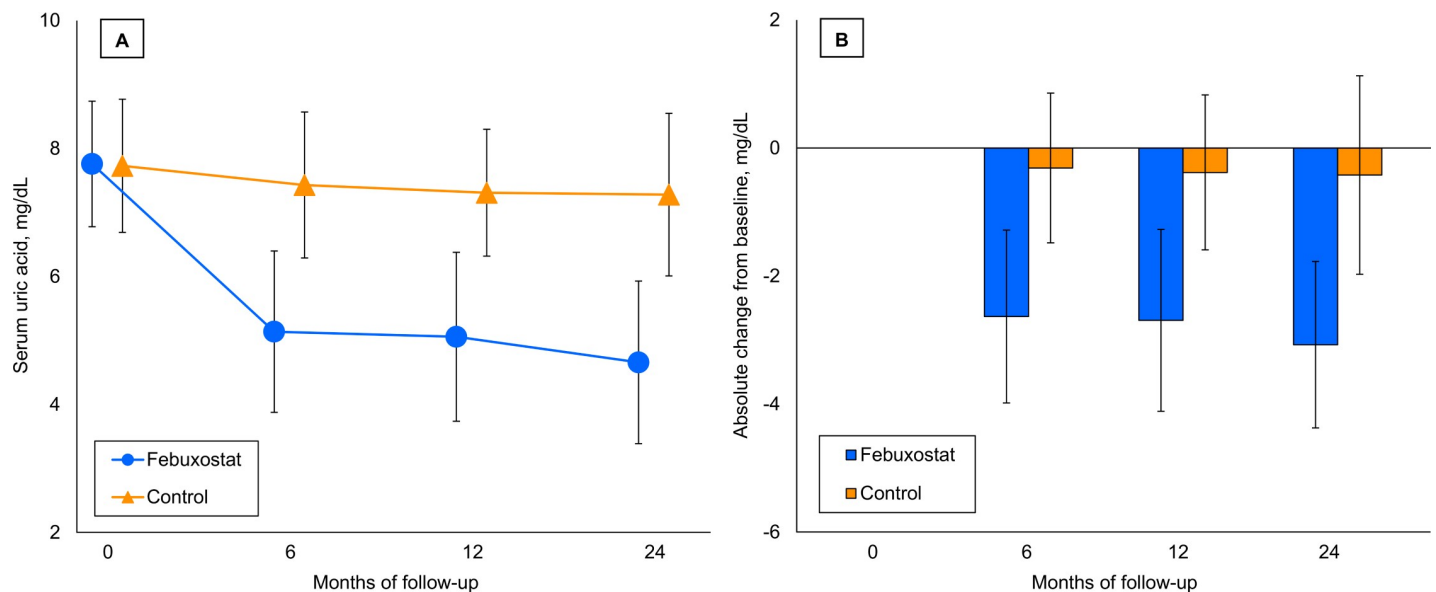 A
10
8
6
4
2
Serum uric acid, mg/dL
Febuxostat
Control
0 6 12 24
Months of follow-up
B
2
0
-2
-4
-6
Absolute change from baseline, mg/dL
Febuxostat
Control
0 6 12 24
Months of follow-up